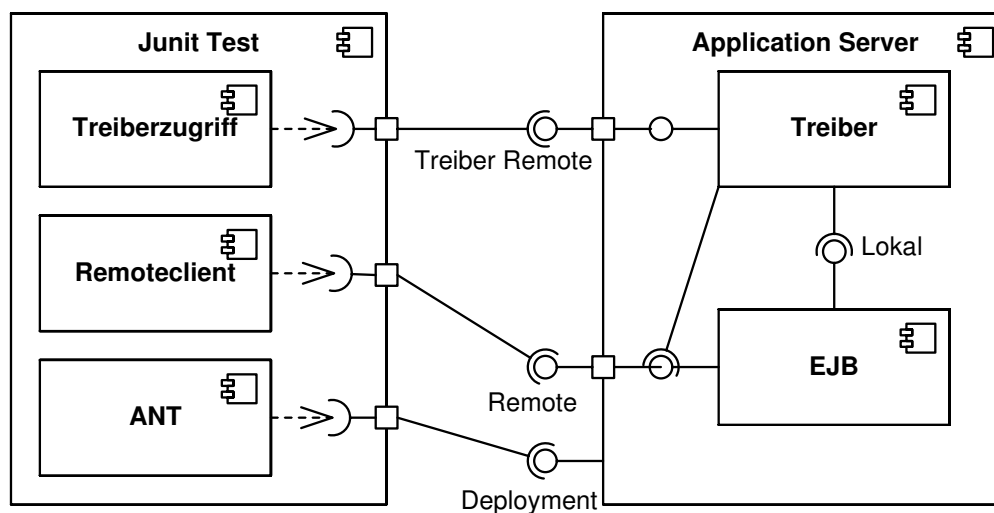 Junit Test
Application Server
Treiberzugriff
Treiber
Treiber Remote
Lokal
Remoteclient
EJB
Remote
ANT
Deployment